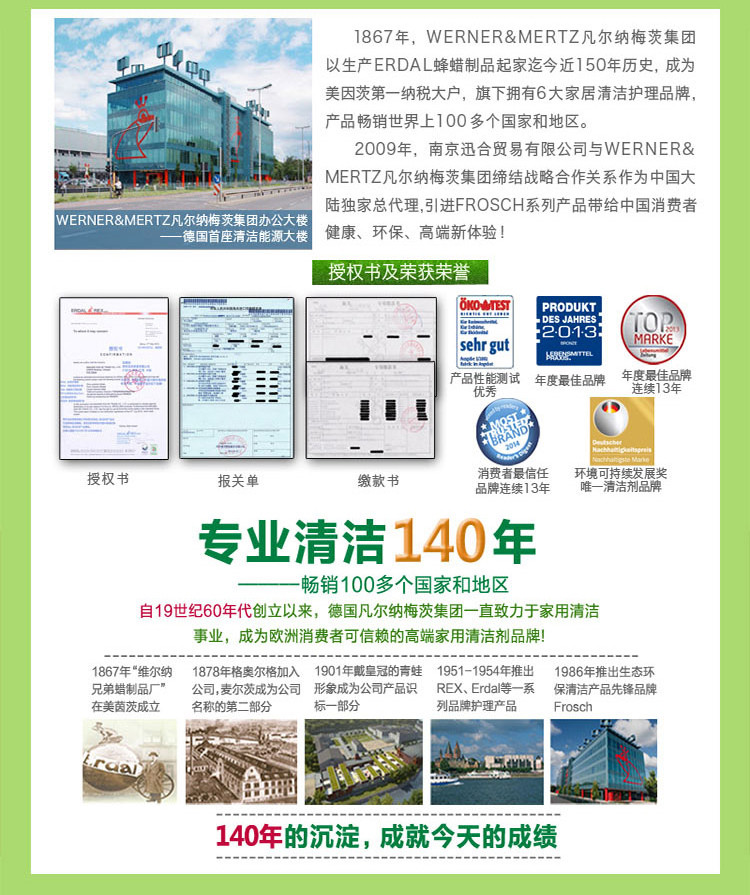 1867年，WERNER&MERTZ凡尔纳梅茨集团
以生产ERDAL蜂蜡制品起家迄今近150年历史，成为
美因茨第一纳税大户，旗下拥有6大家居清洁护理品牌，
产品畅销世界上100多个国家和地区。
2009年，南京迅合贸易有限公司与WERNER&
MERTZ凡尔纳梅茨集团缔结战略合作关系作为中国大
陆独家总代理,引进FROSCH系列产品带给中国消费者
健康、环保、高端新体验！
WERNER&MERTZ凡尔纳梅茨集团办公大楼
——德国首座清洁能源大楼
授权书及荣获荣誉
ERDAL REX
授权书
CONFIRMATION
授权书
报关单
缴款书
ÖKO-TEST
RICHTIG GUT LEBEN
sehr gut
产品性能测试
优秀
PRODUKT
DES JAHRES
2·0·1·3
BRONZE
LEBENSMITTEL
PRAXIS.
年度最佳品牌
TOP
2013
MARKE
Lebensmittel
Zeitung
年度最佳品牌
连续13年
MOST
TRUSTED
BRAND
2014
Reader's Digest
消费者最信任
品牌连续13年
Deutscher
Nachhaltigkeitspreis
Nachhaltigste Marke
环境可持续发展奖
唯一清洁剂品牌
专业清洁140年
———畅销100多个国家和地区
自19世纪60年代创立以来，德国凡尔纳梅茨集团一直致力于家用清洁
事业，成为欧洲消费者可信赖的高端家用清洁剂品牌!
1867年“维尔纳
兄弟蜡制品厂”
在美茵茨成立
1878年格奥尔格加入
公司，麦尔茨成为公司
名称的第二部分
1901年戴皇冠的青蛙
形象成为公司产品识
标一部分
1951-1954年推出
REX、Erdal等一系
列品牌护理产品
1986年推出生态环
保清洁产品先锋品牌
Frosch
Erdal
140年的沉淀，成就今天的成绩